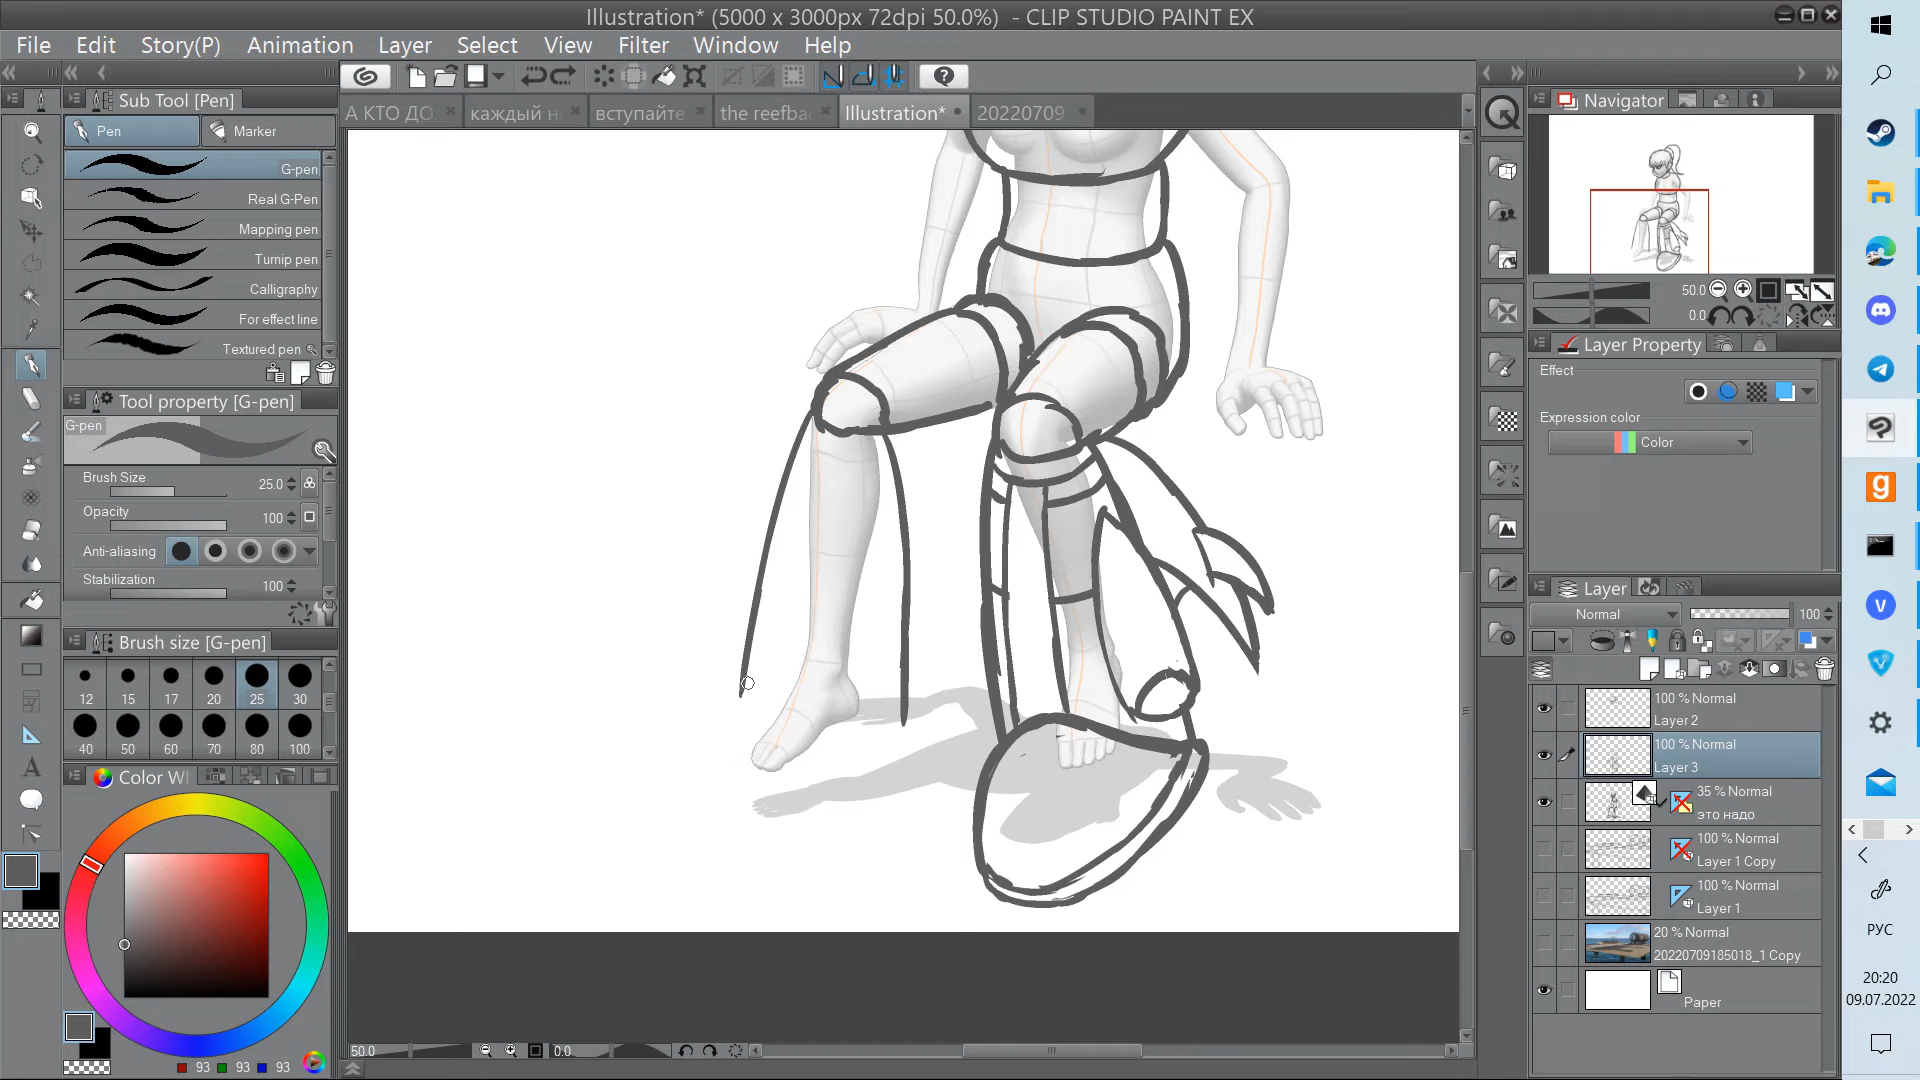 Illustration* (5000 x 3000px 72dpi 50.0%) - CLIP STUDIO PAINT EX
File Edit Story(P) Animation Layer Select View Filter Window Help
Sub Tool [Pen]
Pen
Marker
G-pen
Real G-Pen
Mapping pen
Turnip pen
Calligraphy
For effect line
Textured pen
Tool property [G-pen]
G-pen
Brush Size 25.0
Opacity 100
Anti-aliasing
Stabilization 100
Brush size [G-pen]
12 15 17 20 25 30
40 50 60 70 80 100
Color Wh
93 93 93
А КТО ДО
каждый не
вступайте
the reefba
Illustration*
20220709
50.0
0.0
Navigator
50.0
0.0
Layer Property
Effect
Expression color
Color
Layer
Normal 100
100 % Normal
Layer 2
100 % Normal
Layer 3
35 % Normal
это надо
100 % Normal
Layer 1 Copy
100 % Normal
Layer 1
20 % Normal
20220709185018_1 Copy
Paper
РУС
20:20
09.07.2022